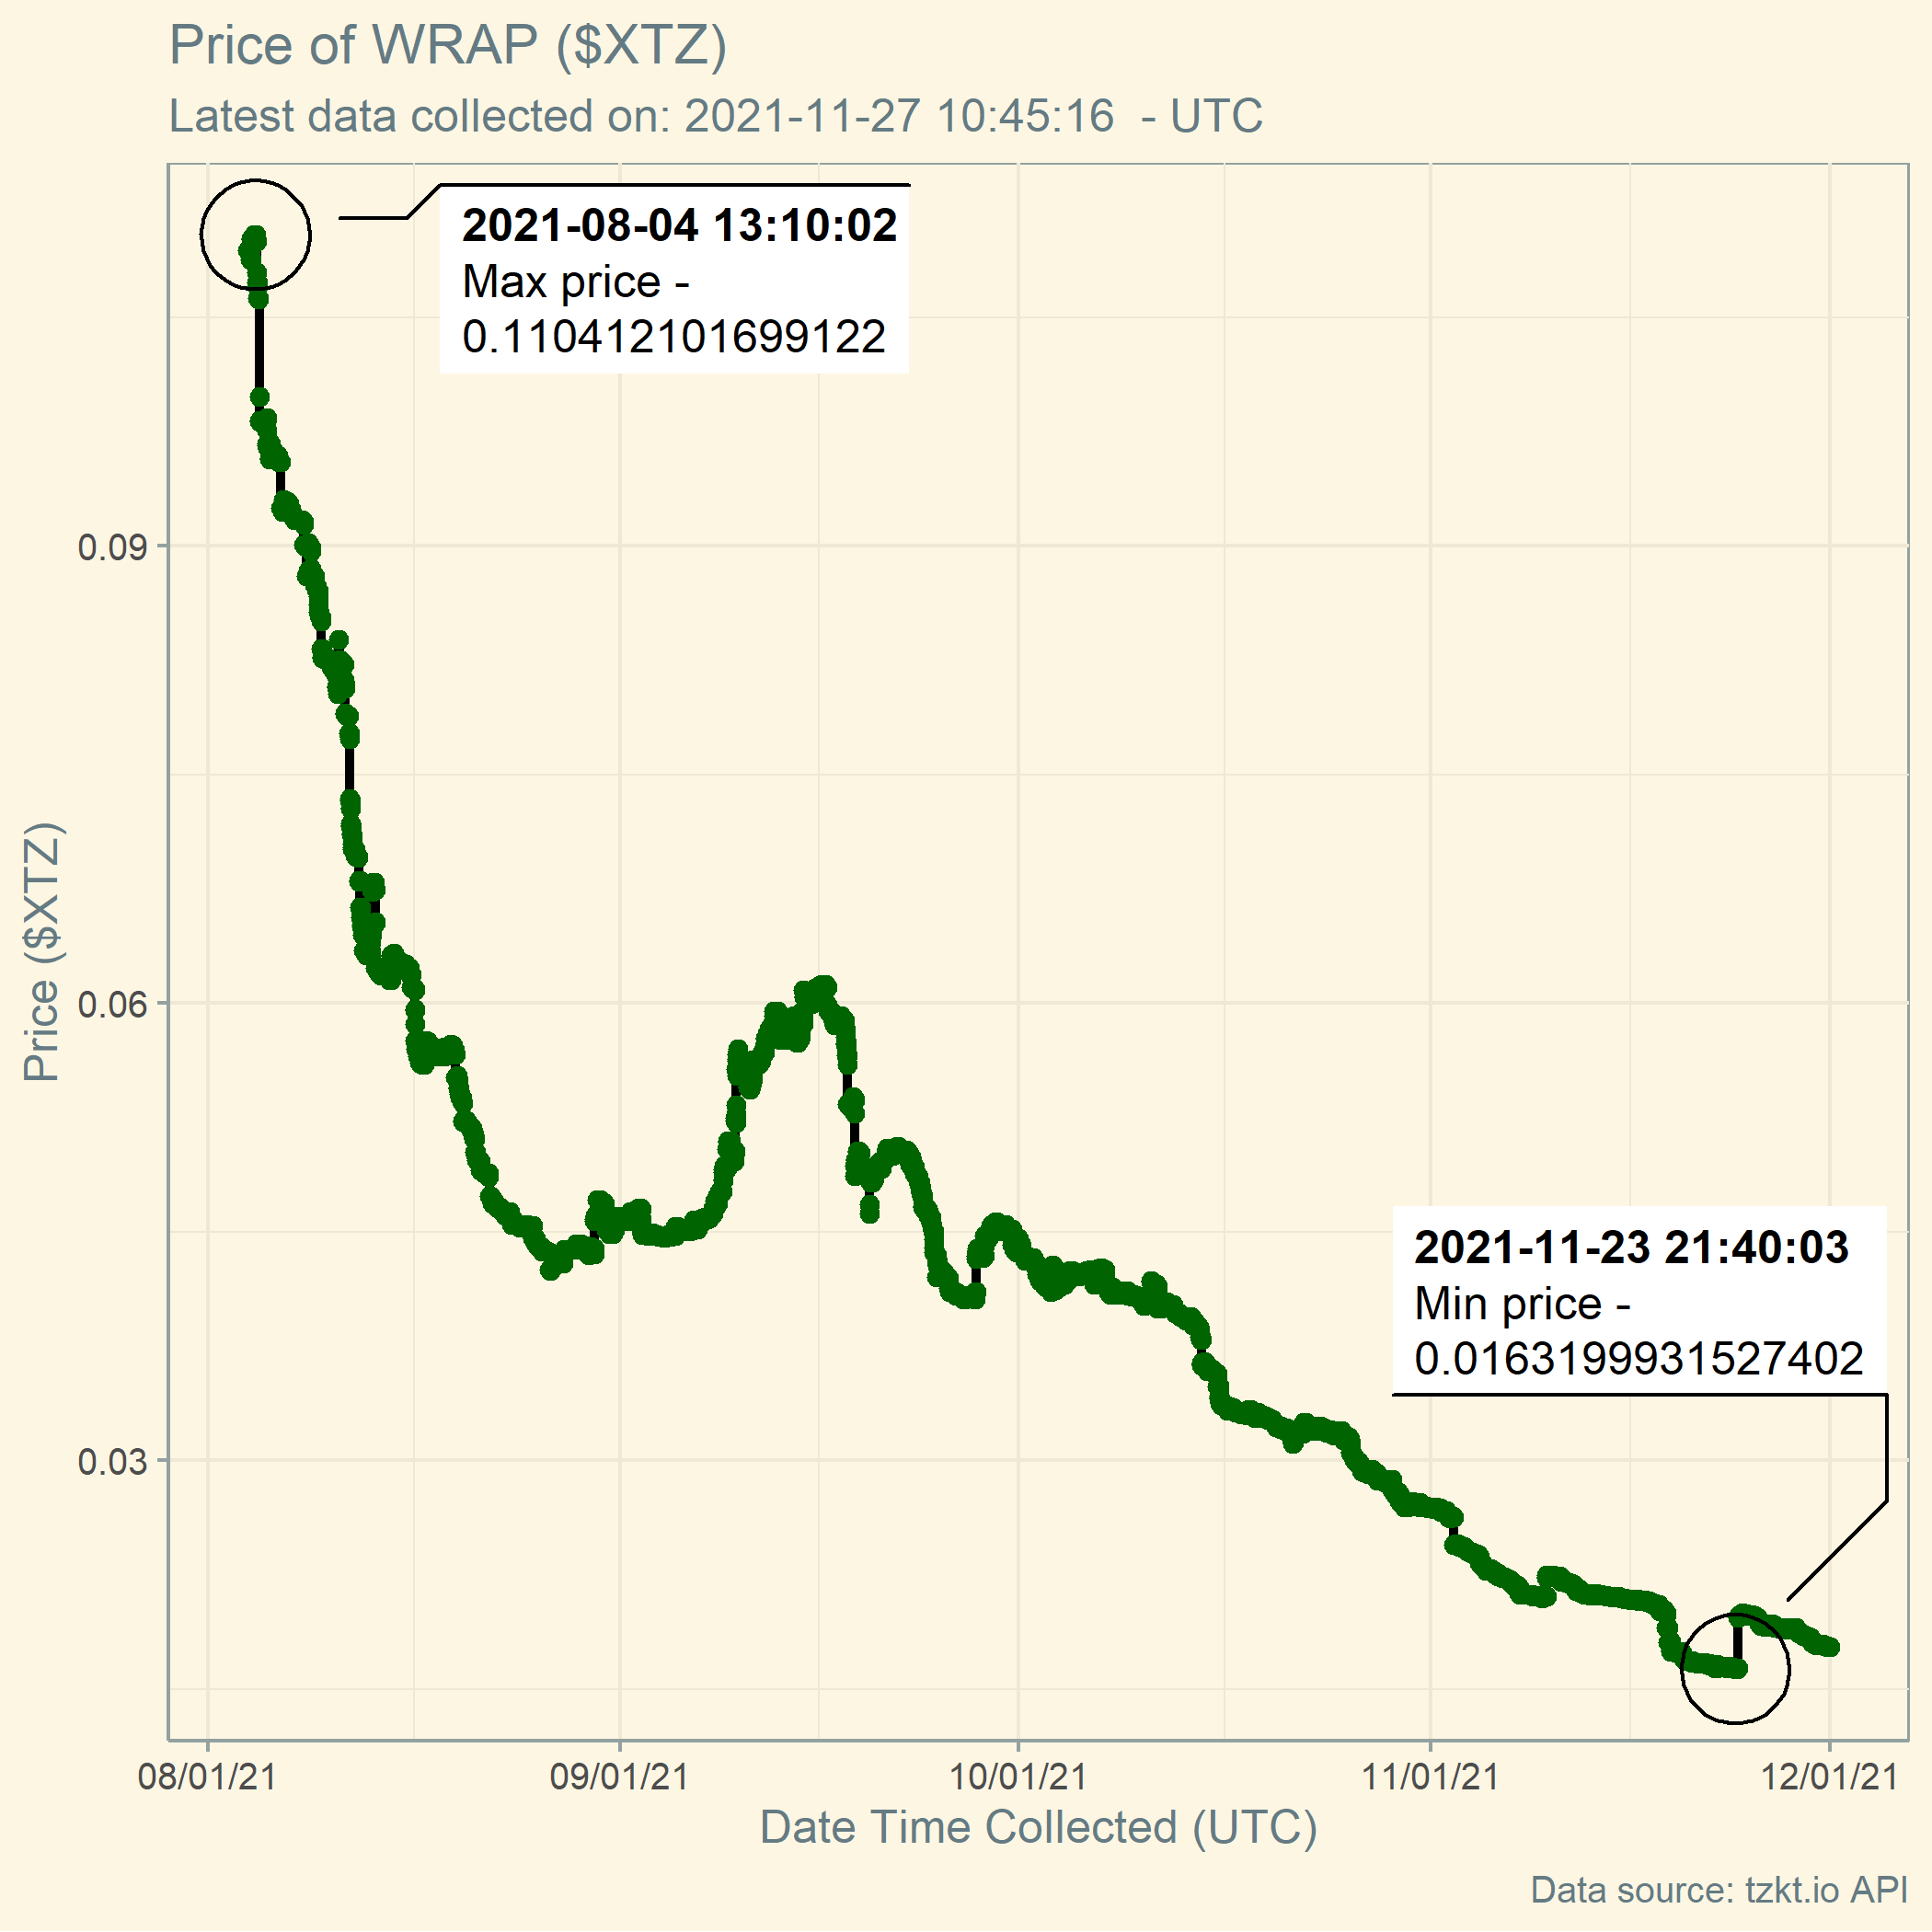 Price of WRAP ($XTZ)
Latest data collected on: 2021-11-27 10:45:16  - UTC
2021-08-04 13:10:02
Max price -
0.110412101699122
0.09
0.06
0.03
Price ($XTZ)
2021-11-23 21:40:03
Min price -
0.0163199931527402
08/01/21 09/01/21 10/01/21 11/01/21 12/01/21
Date Time Collected (UTC)
Data source: tzkt.io API